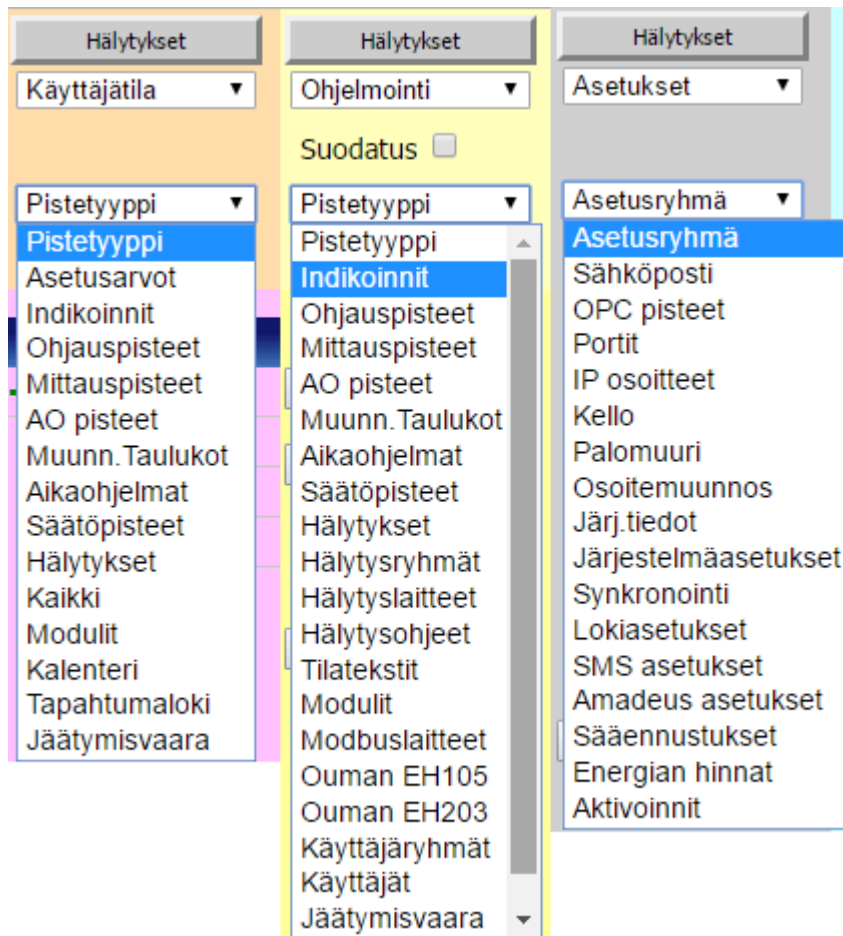 Hälytykset
Käyttäjätila
Pistetyyppi
Pistetyyppi
Asetusarvot
Indikoinnit
Ohjauspisteet
Mittauspisteet
AO pisteet
Muunn.Taulukot
Aikaohjelmat
Säätöpisteet
Hälytykset
Kaikki
Modulit
Kalenteri
Tapahtumaloki
Jäätymisvaara
Hälytykset
Ohjelmointi
Suodatus
Pistetyyppi
Pistetyyppi
Indikoinnit
Ohjauspisteet
Mittauspisteet
AO pisteet
Muunn.Taulukot
Aikaohjelmat
Säätöpisteet
Hälytykset
Hälytysryhmät
Hälytyslaitteet
Hälytysohjeet
Tilatekstit
Modulit
Modbuslaitteet
Ouman EH105
Ouman EH203
Käyttäjäryhmät
Käyttäjät
Jäätymisvaara
Hälytykset
Asetukset
Asetusryhmä
Asetusryhmä
Sähköposti
OPC pisteet
Portit
IP osoitteet
Kello
Palomuuri
Osoitemuunnos
Järj.tiedot
Järjestelmäasetukset
Synkronointi
Lokiasetukset
SMS asetukset
Amadeus asetukset
Sääennustukset
Energian hinnat
Aktivoinnit